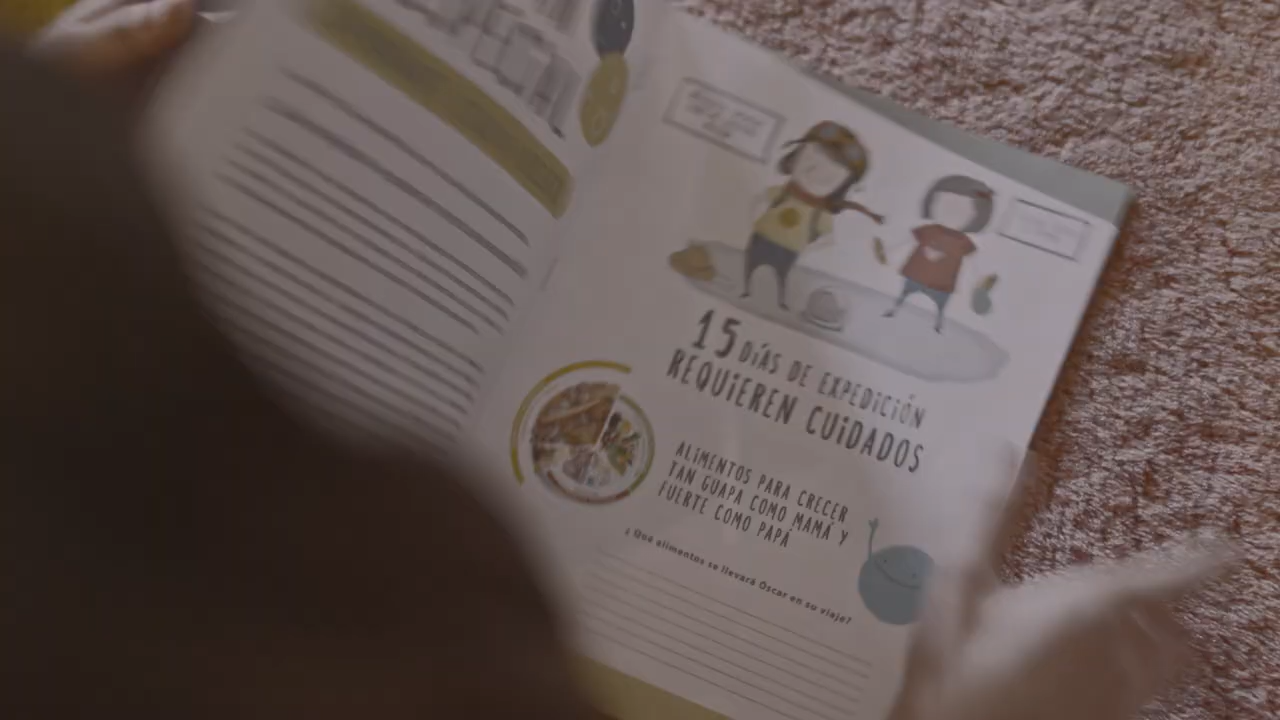 15 DÍAS DE EXPEDICIÓN
REQUIEREN CUIDADOS
ALIMENTOS PARA CRECER
TAN GUAPA COMO MAMÁ Y
FUERTE COMO PAPÁ
¿ Que alimentos se llevará Óscar en su viaje?